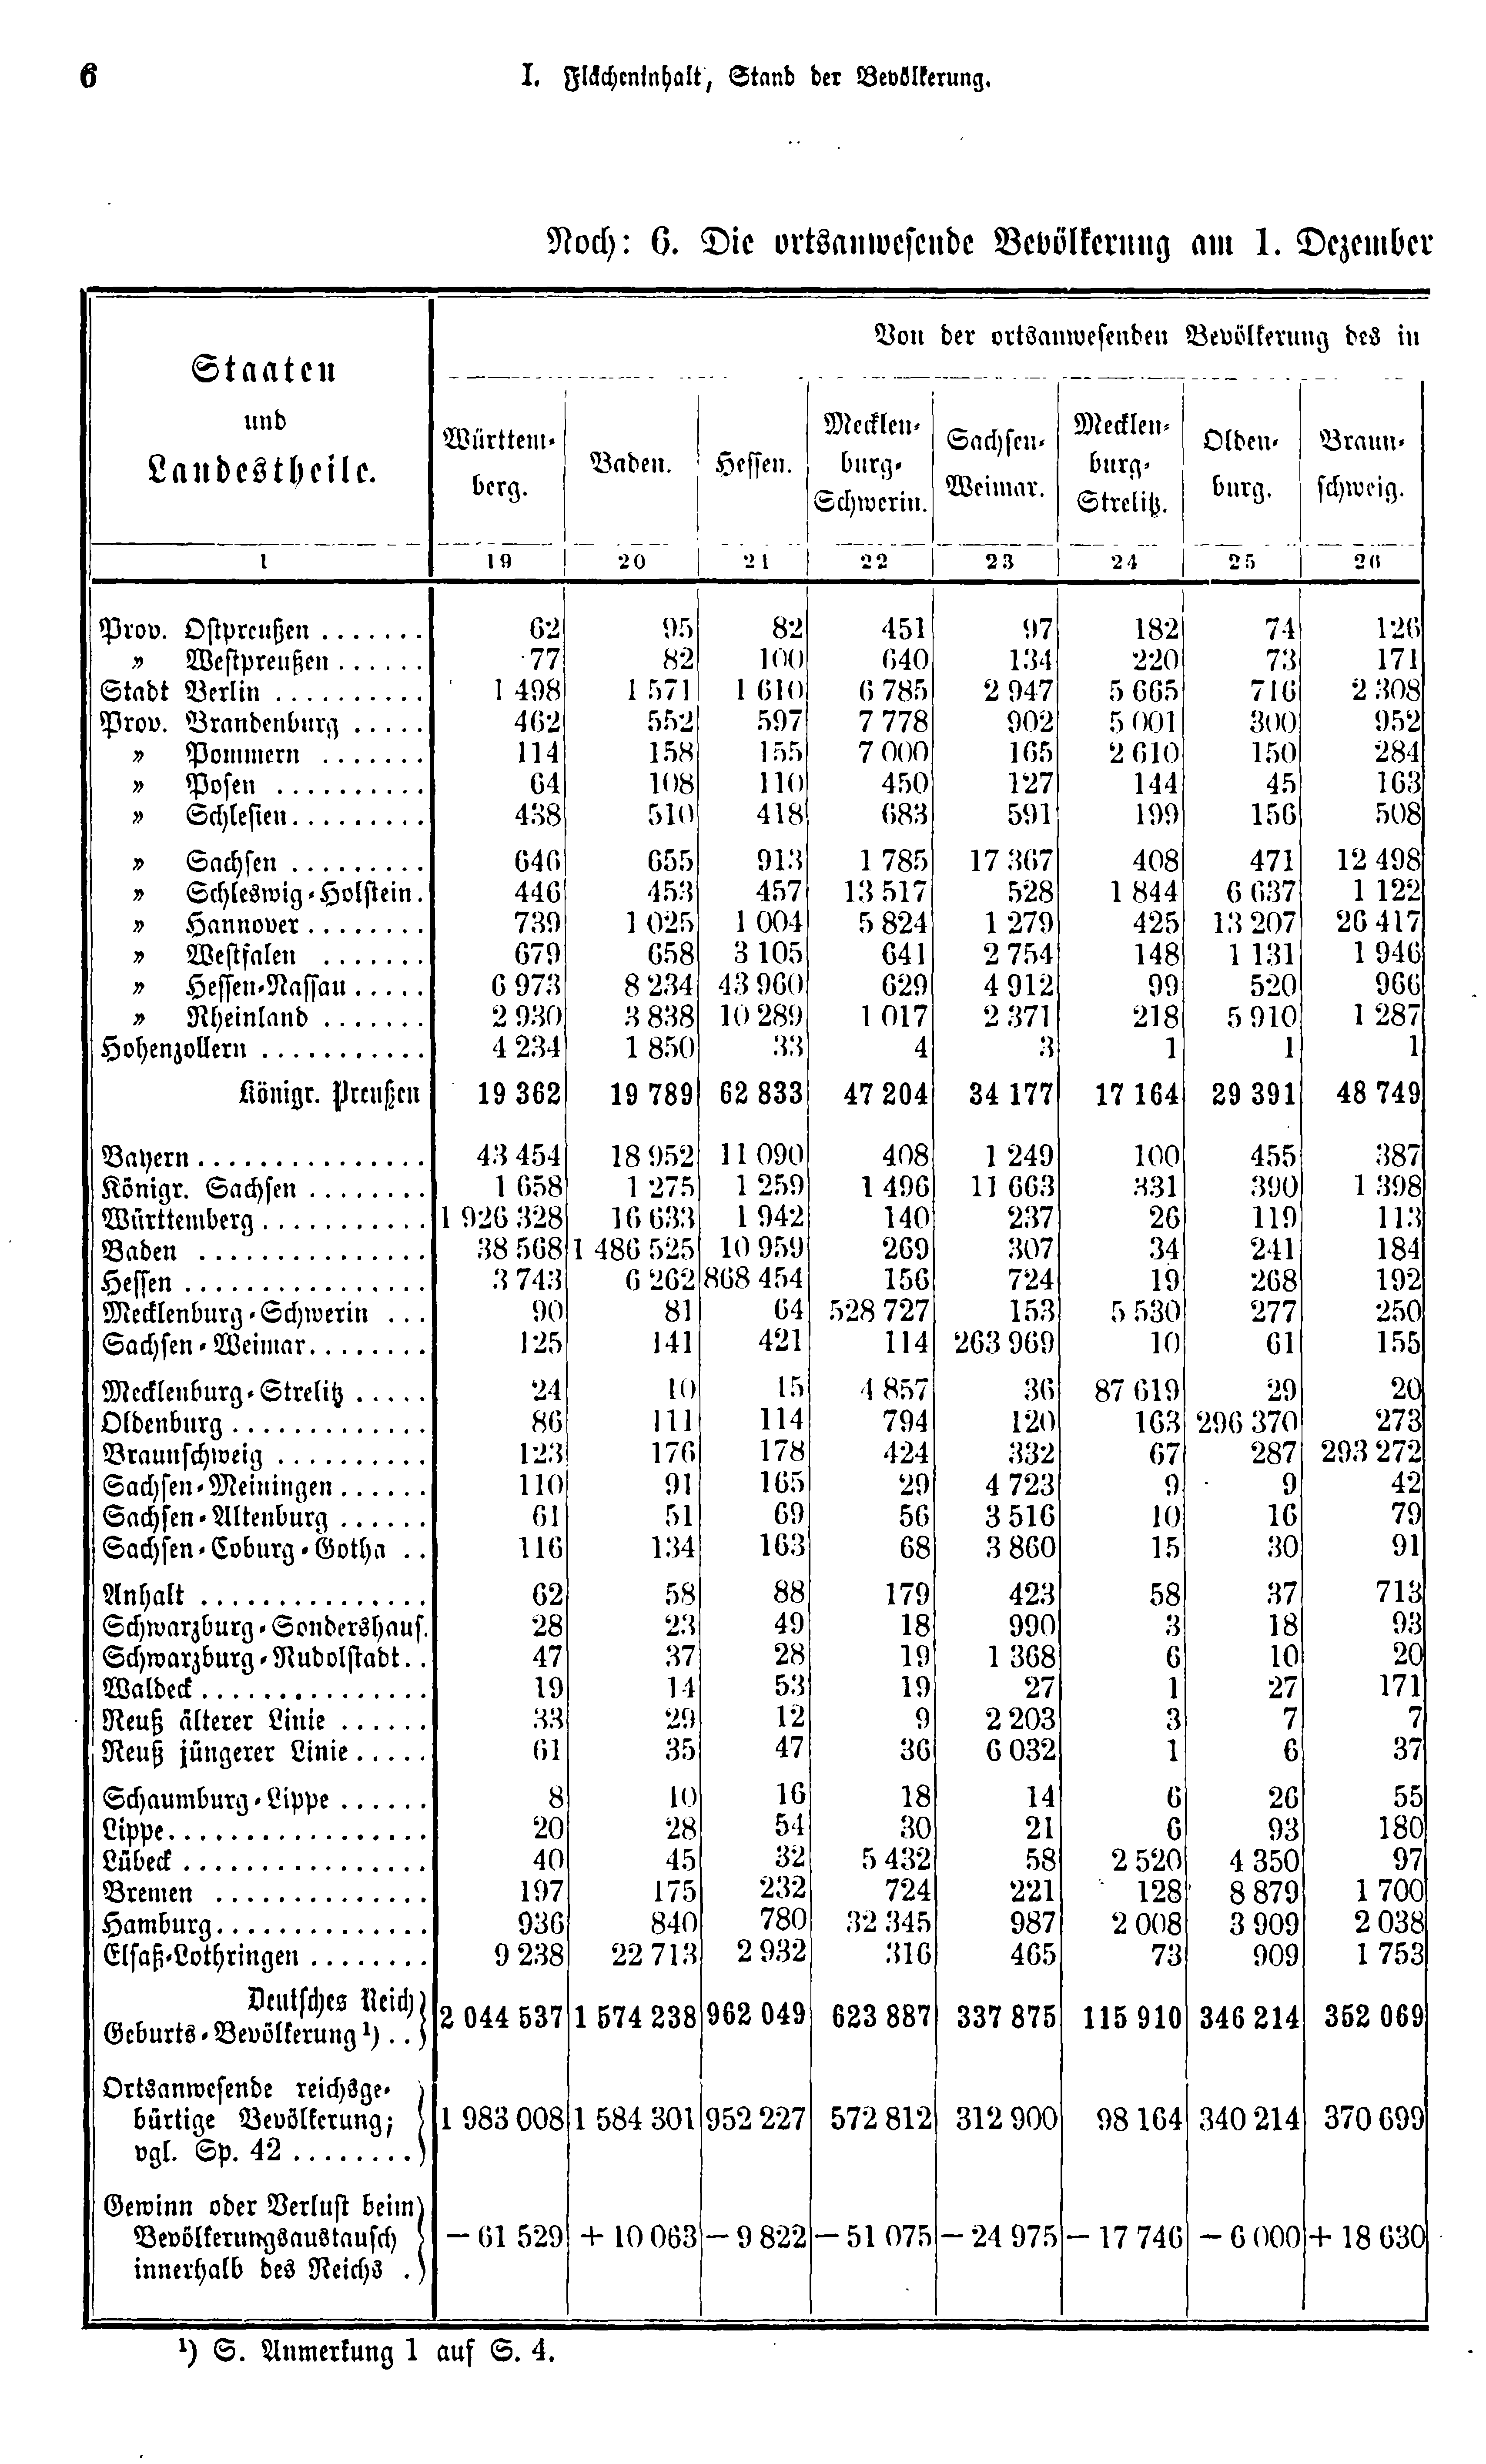 6
I. Flächeninhalt, Stand der Bevölkerung.
Noch: 6. Die ortsanwesende Bevölkerung am 1. Dezember
Staaten
und
Landestheile.
Von der ortsanwesenden Bevölkerung des in
Württem-
berg.
Baden.
Hessen.
Mecklen-
burg-
Schwerin.
Sachsen-
Weimar.
Mecklen-
burg-
Strelitz.
Olden-
burg.
Braun-
schweig.
1 19 20 21 22 23 24 25 26
Prov. Ostpreußen ....... 62 95 82 451 97 182 74 126
" Westpreußen ...... 77 82 100 640 134 220 73 171
Stadt Berlin .......... 1 498 1 571 1 610 6 785 2 947 5 665 716 2 308
Prov. Brandenburg ..... 462 552 597 7 778 902 5 001 300 952
" Pommern ....... 114 158 155 7 000 165 2 610 150 284
" Posen .......... 64 108 110 450 127 144 45 163
" Schlesien ......... 438 510 418 683 591 199 156 508
" Sachsen ......... 646 655 913 1 785 17 367 408 471 12 498
" Schleswig-Holstein . 446 453 457 13 517 528 1 844 6 637 1 122
" Hannover ........ 739 1 025 1 004 5 824 1 279 425 13 207 26 417
" Westfalen ....... 679 658 3 105 641 2 754 148 1 131 1 946
" Hessen-Nassau ..... 6 973 8 234 43 960 629 4 912 99 520 966
" Rheinland ....... 2 930 3 838 10 289 1 017 2 371 218 5 910 1 287
Hohenzollern ........... 4 234 1 850 33 4 3 1 1 1
Königr. Preußen 19 362 19 789 62 833 47 204 34 177 17 164 29 391 48 749
Bayern ............... 43 454 18 952 11 090 408 1 249 100 455 387
Königr. Sachsen ........ 1 658 1 275 1 259 1 496 11 663 331 390 1 398
Württemberg ........... 1 926 328 16 633 1 942 140 237 26 119 113
Baden ............... 38 568 1 486 525 10 959 269 307 34 241 184
Hessen ................ 3 743 6 262 868 454 156 724 19 268 192
Mecklenburg-Schwerin ... 90 81 64 528 727 153 5 530 277 250
Sachsen-Weimar ........ 125 141 421 114 263 969 10 61 155
Mecklenburg-Strelitz ..... 24 10 15 4 857 36 87 619 29 20
Oldenburg ............. 86 111 114 794 120 163 296 370 273
Braunschweig .......... 123 176 178 424 332 67 287 293 272
Sachsen-Meiningen ...... 110 91 165 29 4 723 9 9 42
Sachsen-Altenburg ...... 61 51 69 56 3 516 10 16 79
Sachsen-Coburg-Gotha .. 116 134 163 68 3 860 15 30 91
Anhalt ............... 62 58 88 179 423 58 37 713
Schwarzburg-Sondershaus. 28 23 49 18 990 3 18 93
Schwarzburg-Rudolstadt .. 47 37 28 19 1 368 6 10 20
Waldeck ............... 19 14 53 19 27 1 27 171
Reuß älterer Linie ...... 33 29 12 9 2 203 3 7 7
Reuß jüngerer Linie ..... 61 35 47 36 6 032 1 6 37
Schaumburg-Lippe ...... 8 10 16 18 14 6 26 55
Lippe ................. 20 28 54 30 21 6 93 180
Lübeck ................ 40 45 32 5 432 58 2 520 4 350 97
Bremen .............. 197 175 232 724 221 128 8 879 1 700
Hamburg .............. 936 840 780 32 345 987 2 008 3 909 2 038
Elsaß-Lothringen ........ 9 238 22 713 2 932 316 465 73 909 1 753
Deutsches Reich
Geburts-Bevölkerung ¹) .. 2 044 537 1 574 238 962 049 623 887 337 875 115 910 346 214 352 069
Ortsanwesende reichsge-
bürtige Bevölkerung; 1 983 008 1 584 301 952 227 572 812 312 900 98 164 340 214 370 699
vgl. Sp. 42 ........
Gewinn oder Verlust beim
Bevölkerungsaustausch — 61 529 + 10 063 — 9 822 — 51 075 — 24 975 — 17 746 — 6 000 + 18 630
innerhalb des Reichs .
¹) S. Anmerkung 1 auf S. 4.